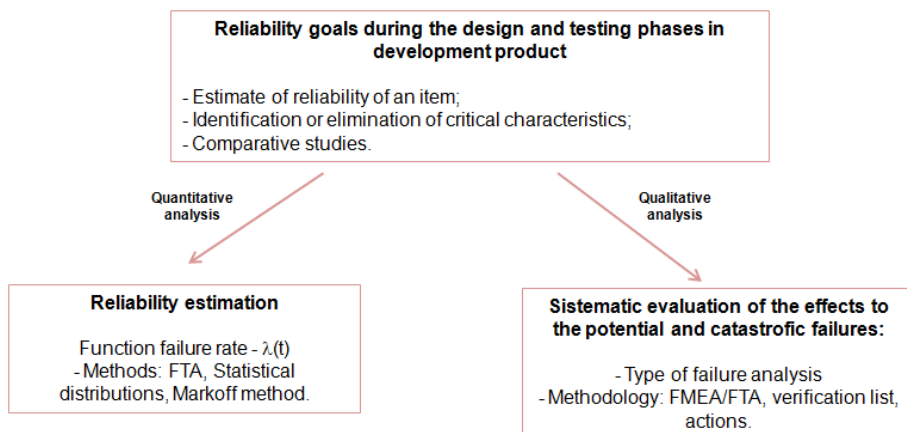 Reliability goals during the design and testing phases in
development product
- Estimate of reliability of an item;
- Identification or elimination of critical characteristics;
- Comparative studies.
Quantitative
analysis
Qualitative
analysis
Reliability estimation
Function failure rate - λ(t)
- Methods: FTA, Statistical
distributions, Markoff method.
Sistematic evaluation of the effects to
the potential and catastrofic failures:
- Type of failure analysis
- Methodology: FMEA/FTA, verification list,
actions.